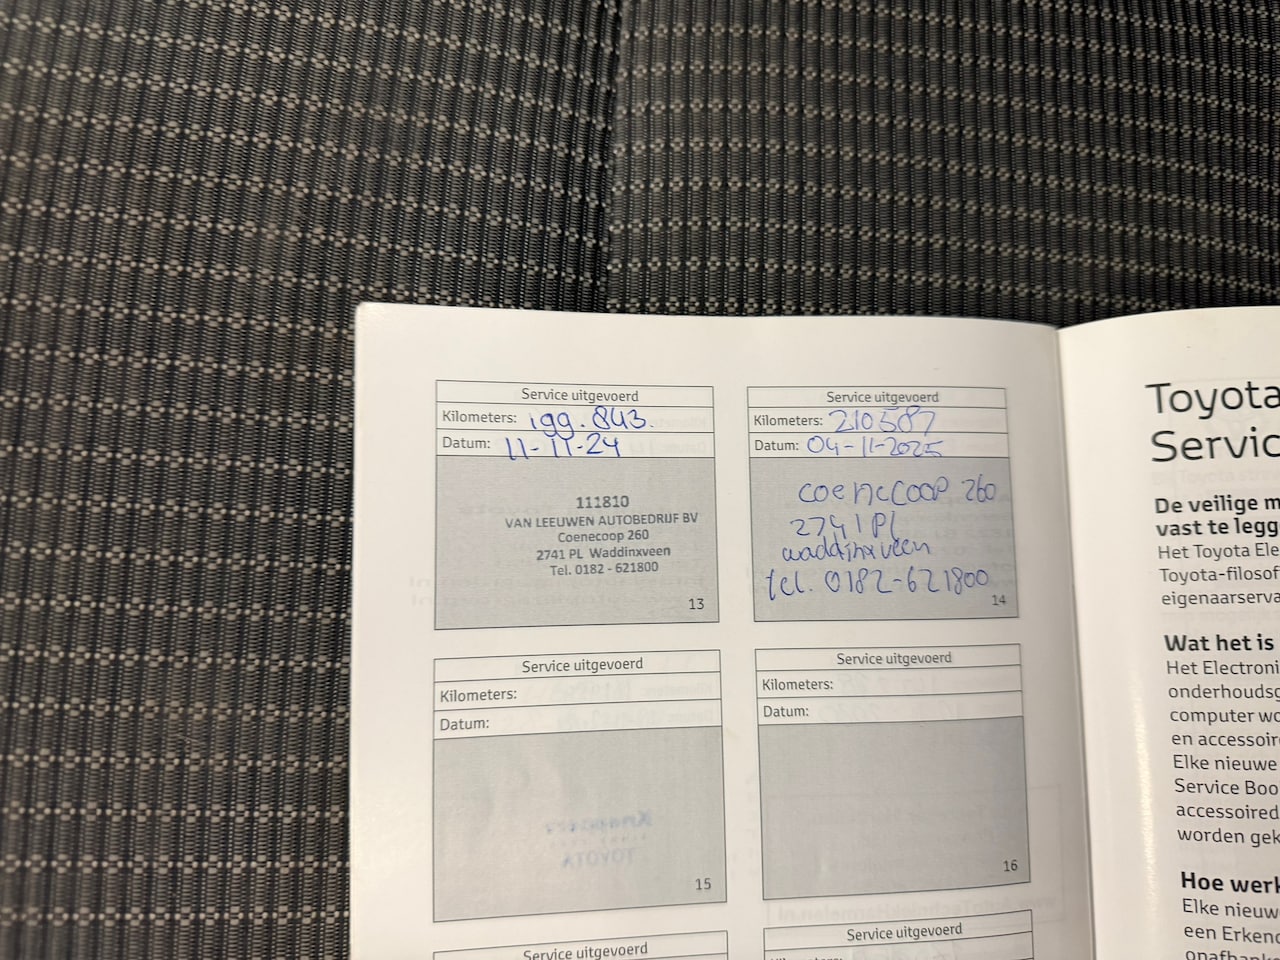 Service uitgevoerd
Kilometers: 199.843.
Datum: 11-11-24
111810
VAN LEEUWEN AUTOBEDRIJF BV
Coenecoop 260
2741 PL Waddinxveen
Tel. 0182 - 621800
13
Service uitgevoerd
Kilometers: 210587
Datum: 04-11-2025
coenecoop 260
2741 Pl
waddinxveen
tel. 0182-621800
14
Service uitgevoerd
Kilometers:
Datum:
15
Service uitgevoerd
Kilometers:
Datum:
16
Service uitgevoerd
Service uitgevoerd
Toyota
Servic
De veilige m
vast te legg
Het Toyota Ele
Toyota-filosof
eigenaarserva
Wat het is
Het Electroni
onderhoudsg
computer wo
en accessoir
Elke nieuwe
Service Boo
accessoired
worden gek
Hoe werk
Elke nieuw
een Erkend
onafhanke